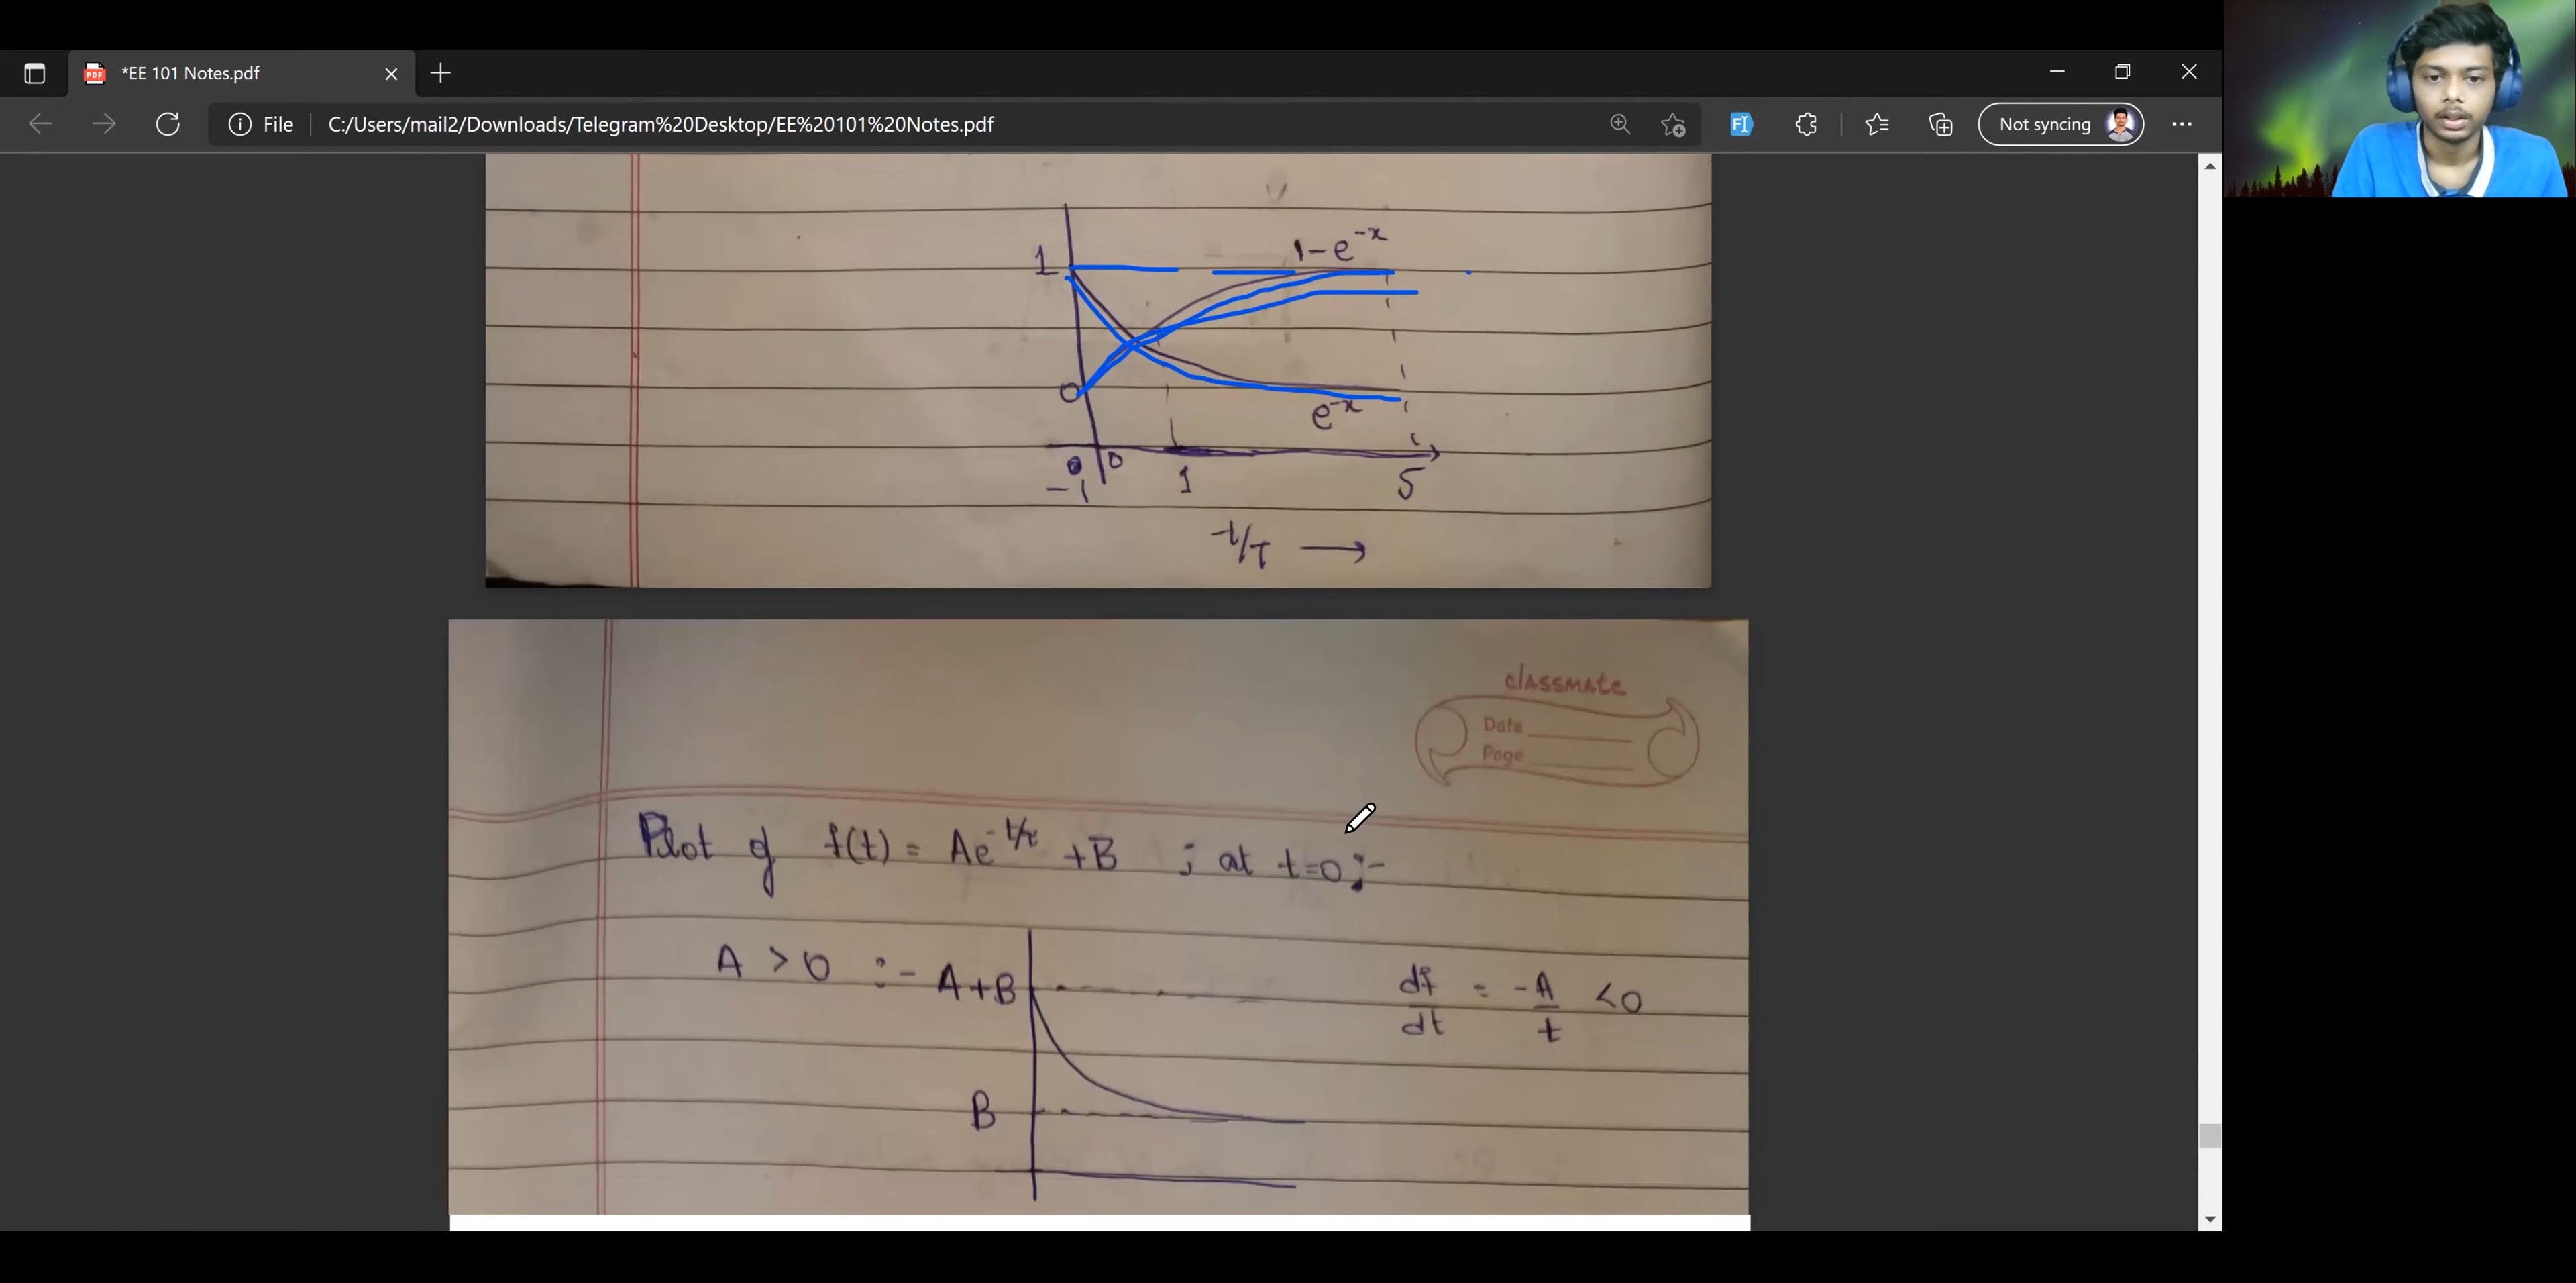 *EE 101 Notes.pdf
File
C:/Users/mail2/Downloads/Telegram%20Desktop/EE%20101%20Notes.pdf
Not syncing
1
1-e⁻ˣ
0
e⁻ˣ
0 0
-1
1
5
t/τ →
classmate
Date
Page
Plot of f(t) = Ae^-t/τ + B ; at t=0 :-
A > 0 :- A+B
df/dt = -A/t <0
B